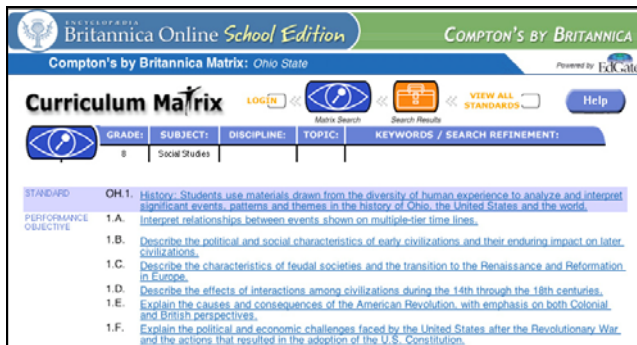 ENCYCLOPÆDIA
Britannica Online School Edition
COMPTON'S BY BRITANNICA
Compton's by Britannica Matrix: Ohio State
Powered by EdGate
Curriculum Matrix
LOGIN
Matrix Search
Search Results
VIEW ALL
STANDARDS
Help
GRADE: SUBJECT: DISCIPLINE: TOPIC: KEYWORDS / SEARCH REFINEMENT:
8 Social Studies
STANDARD OH.1. History: Students use materials drawn from the diversity of human experience to analyze and interpret
significant events, patterns and themes in the history of Ohio, the United States and the world.
PERFORMANCE 1.A. Interpret relationships between events shown on multiple-tier time lines.
OBJECTIVE
1.B. Describe the political and social characteristics of early civilizations and their enduring impact on later
civilizations.
1.C. Describe the characteristics of feudal societies and the transition to the Renaissance and Reformation
in Europe.
1.D. Describe the effects of interactions among civilizations during the 14th through the 18th centuries.
1.E. Explain the causes and consequences of the American Revolution, with emphasis on both Colonial
and British perspectives.
1.F. Explain the political and economic challenges faced by the United States after the Revolutionary War
and the actions that resulted in the adoption of the U.S. Constitution.